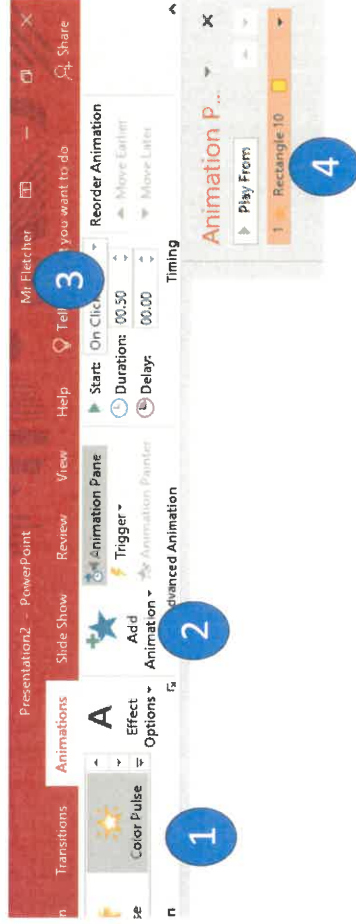 Presentation2 - PowerPoint
Mr Fletcher
Transitions Animations Slide Show Review View Help Tell you want to do Share
Color Pulse
Effect
Options
Add
Animation
Animation Pane
Trigger
Animation Painter
Advanced Animation
Start: On Click
Duration: 00.50
Delay: 00.00
Timing
Reorder Animation
Move Earlier
Move Later
Animation P...
Play From
1 Rectangle 10
1
2
3
4